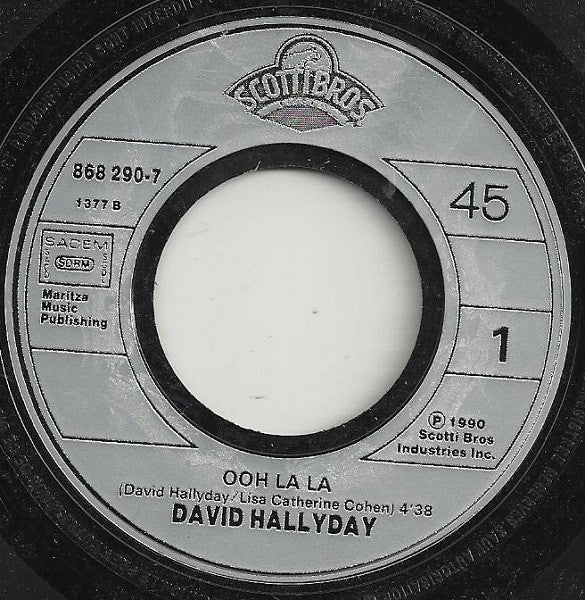 SCOTTI BROS.
868 290-7
1377 B
45
SACEM
SDRM
Maritza
Music
Publishing
1
℗ 1990
Scotti Bros
Industries Inc.
OOH LA LA
(David Hallyday/Lisa Catherine Cohen) 4'38
DAVID HALLYDAY